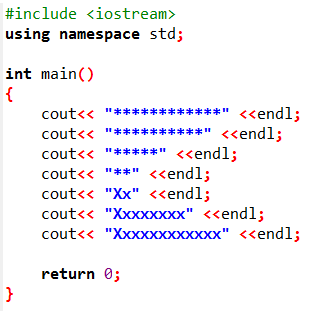 #include <iostream>
using namespace std;
int main()
{
cout<< "************" <<endl;
cout<< "**********" <<endl;
cout<< "*****" <<endl;
cout<< "**" <<endl;
cout<< "Xx" <<endl;
cout<< "Xxxxxxxx" <<endl;
cout<< "Xxxxxxxxxxxx" <<endl;
return 0;
}